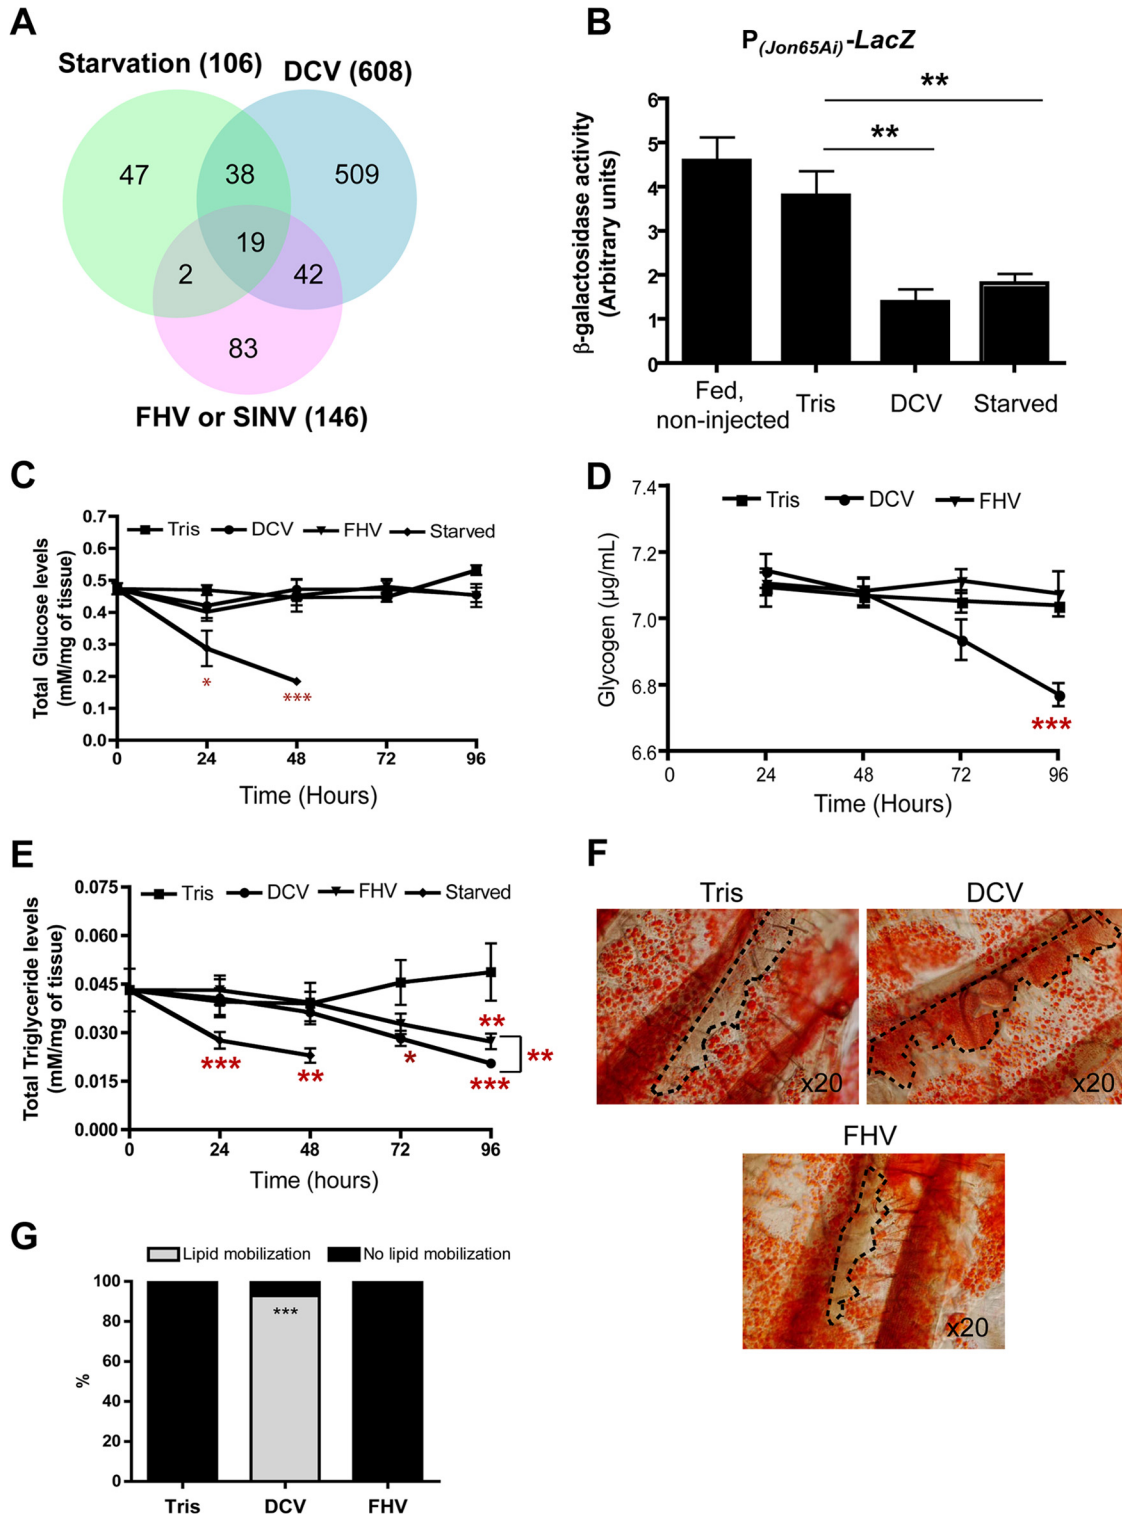 A
Starvation (106)
DCV (608)
47
38
509
19
2
42
83
FHV or SINV (146)
B
P(Jon65Ai)-LacZ
**
**
β-galactosidase activity
(Arbitrary units)
6
5
4
3
2
1
0
Fed,
non-injected
Tris
DCV
Starved
C
Total Glucose levels
(mM/mg of tissue)
0.7
0.6
0.5
0.4
0.3
0.2
0.1
0.0
Tris DCV FHV Starved
*
***
0 24 48 72 96
Time (Hours)
D
Glycogen (µg/mL)
7.4
7.2
7.0
6.8
6.6
Tris DCV FHV
***
0 24 48 72 96
Time (Hours)
E
Total Triglyceride levels
(mM/mg of tissue)
0.075
0.060
0.045
0.030
0.015
0.000
Tris DCV FHV Starved
***
**
*
**
***
**
0 24 48 72 96
Time (hours)
F
Tris
x20
DCV
x20
FHV
x20
G
Lipid mobilization No lipid mobilization
%
100
80
60
40
20
0
***
Tris DCV FHV